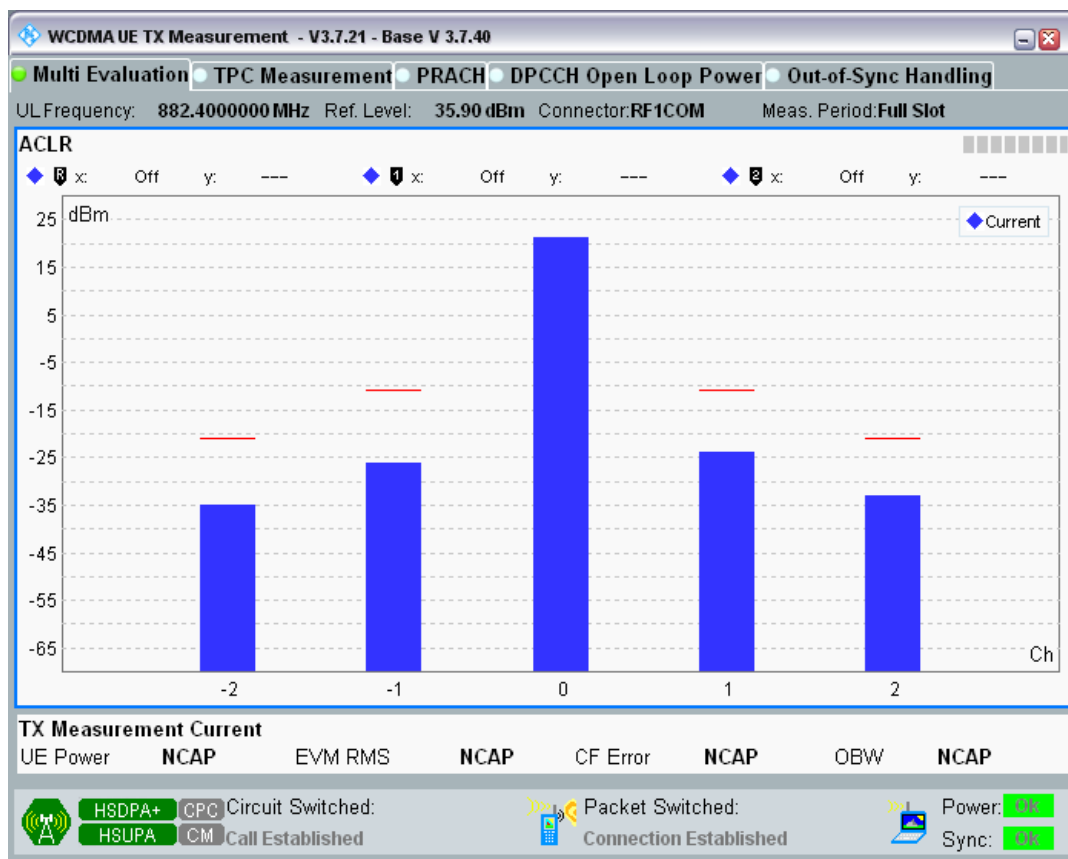 WCDMA UE TX Measurement - V3.7.21 - Base V 3.7.40
Multi Evaluation TPC Measurement PRACH DPCCH Open Loop Power Out-of-Sync Handling
UL Frequency: 882.4000000 MHz Ref. Level: 35.90 dBm Connector:RF1COM Meas. Period:Full Slot
ACLR
R x: Off y: --- 1 x: Off y: --- 2 x: Off y: ---
dBm
Current
25
15
5
-5
-15
-25
-35
-45
-55
-65
Ch
-2 -1 0 1 2
TX Measurement Current
UE Power NCAP EVM RMS NCAP CF Error NCAP OBW NCAP
HSDPA+ CPC Circuit Switched: Packet Switched: Power: OK
HSUPA CM Call Established Connection Established Sync: OK